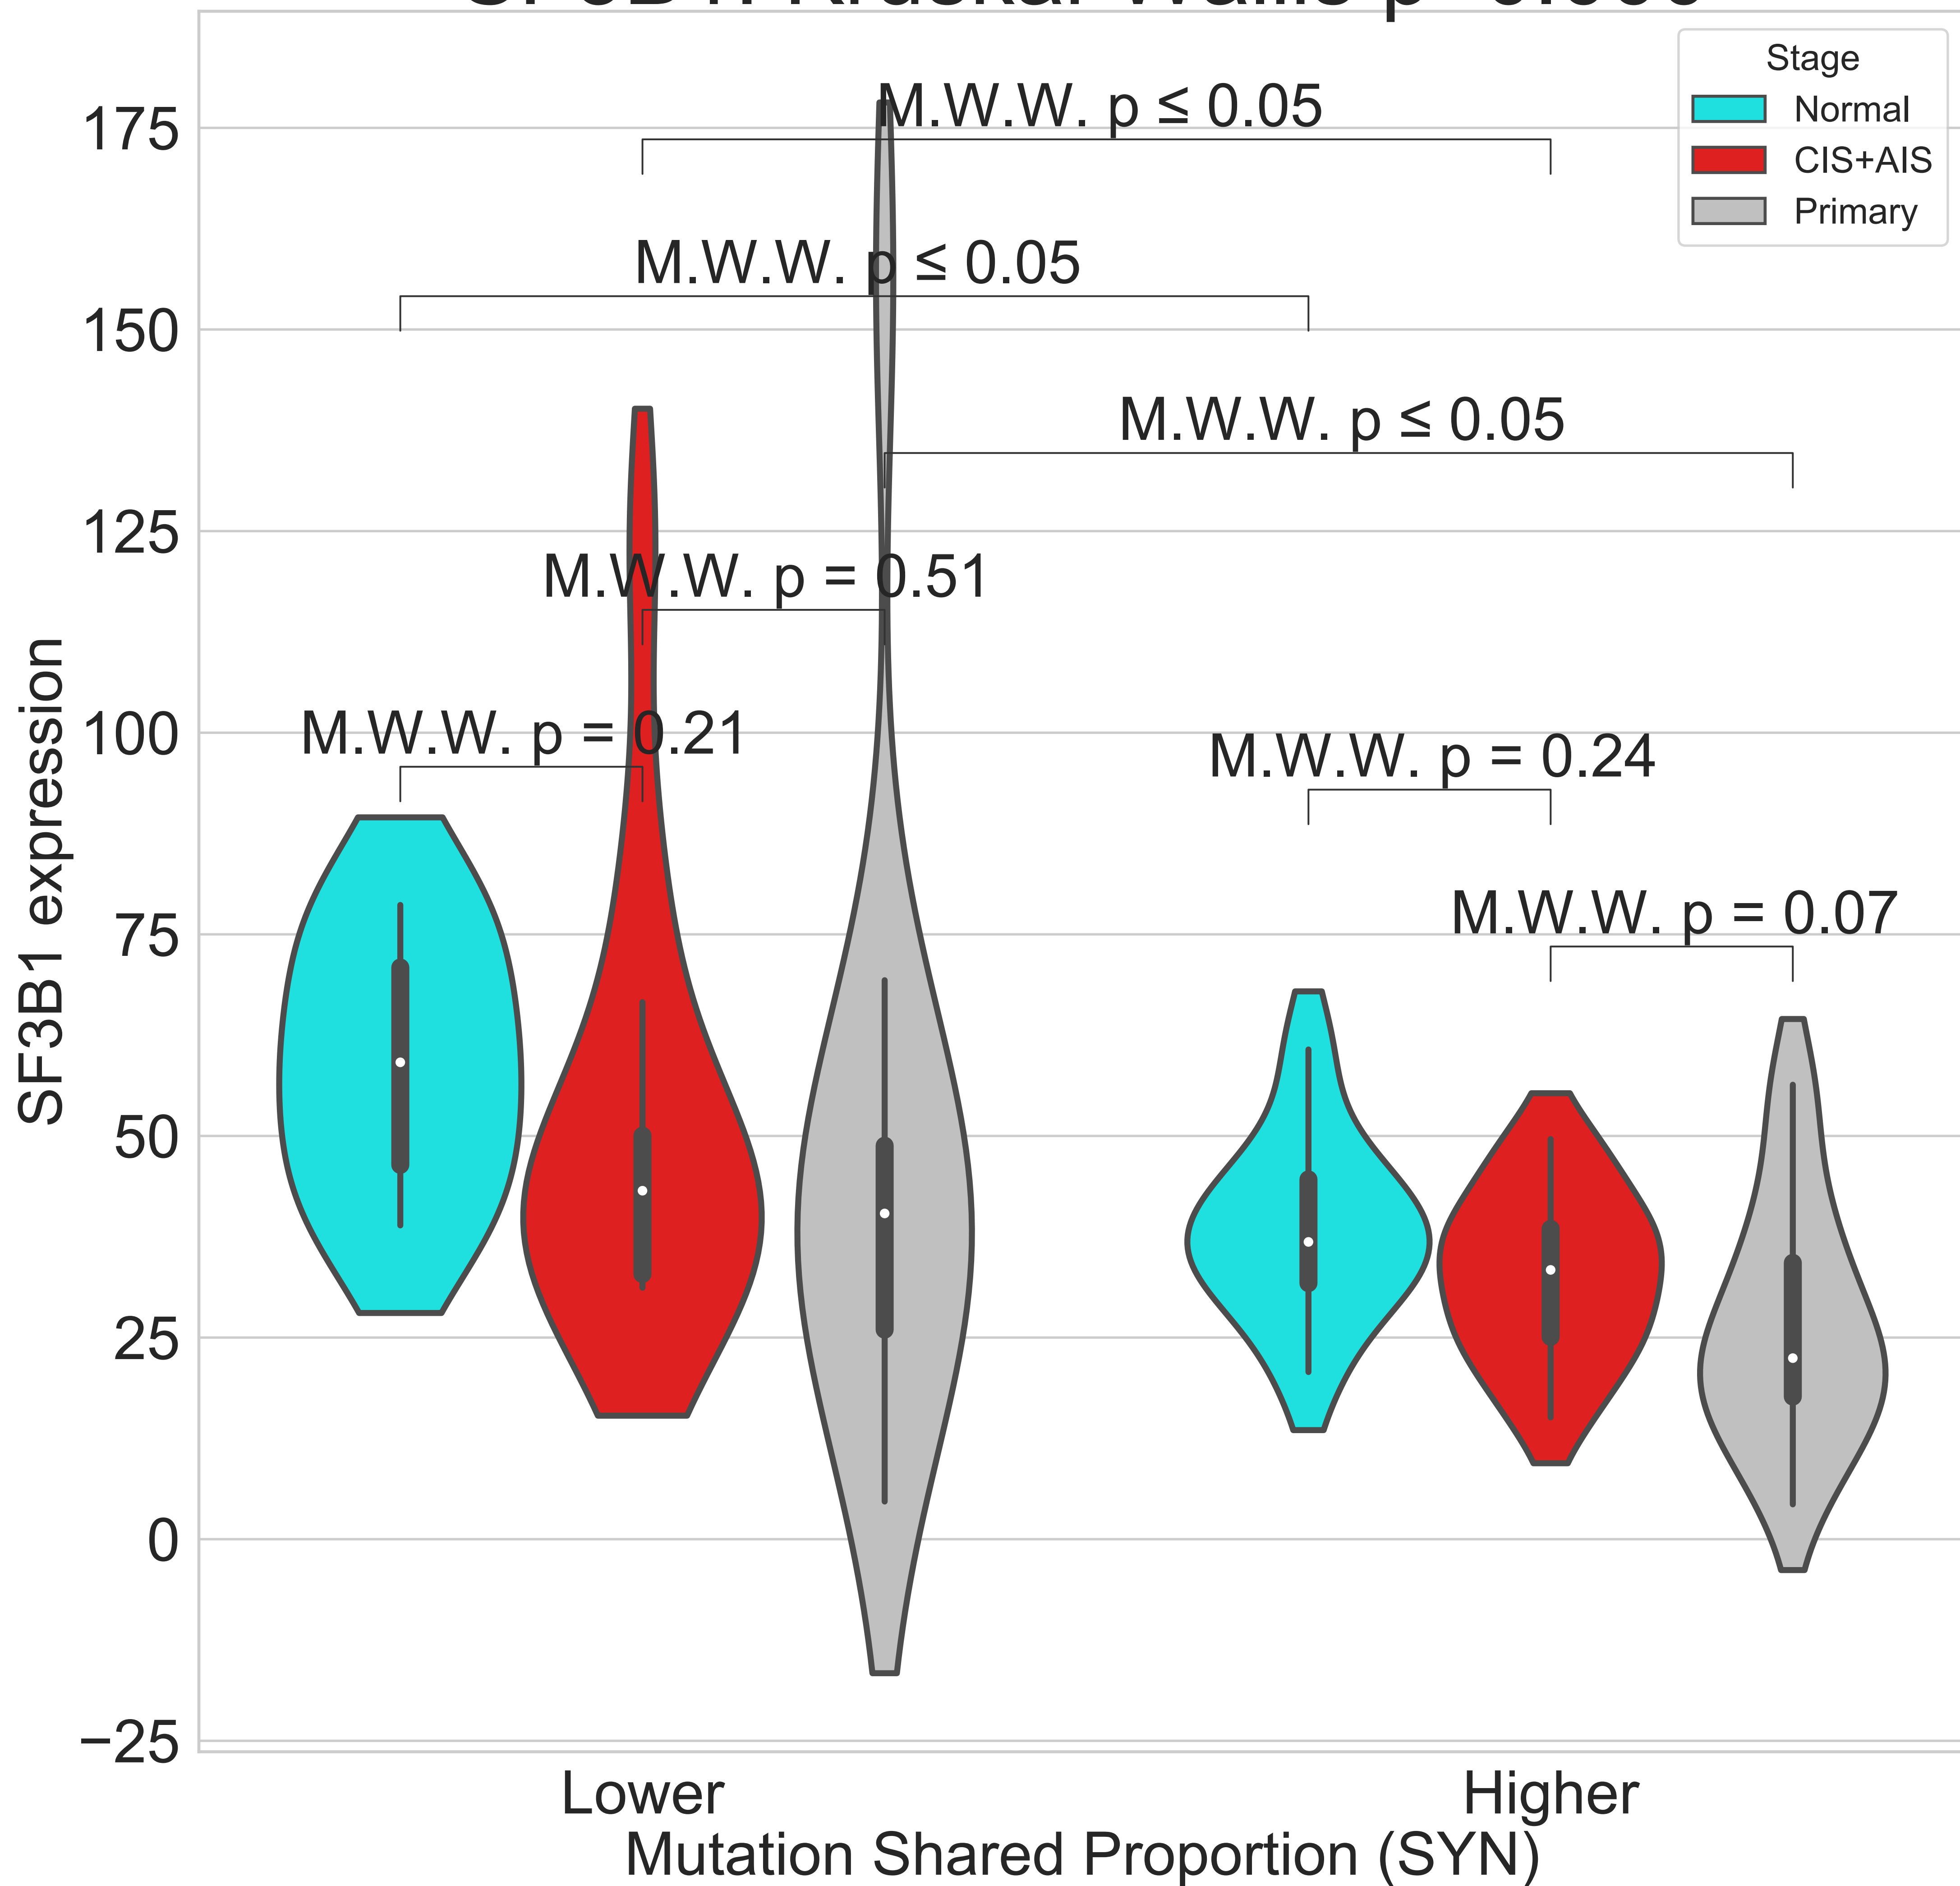 Stage
Normal
CIS+AIS
Primary
M.W.W. p ≤ 0.05
M.W.W. p ≤ 0.05
M.W.W. p ≤ 0.05
M.W.W. p = 0.51
M.W.W. p = 0.21
M.W.W. p = 0.24
M.W.W. p = 0.07
SF3B1 expression
175
150
125
100
75
50
25
0
−25
Lower
Higher
Mutation Shared Proportion (SYN)